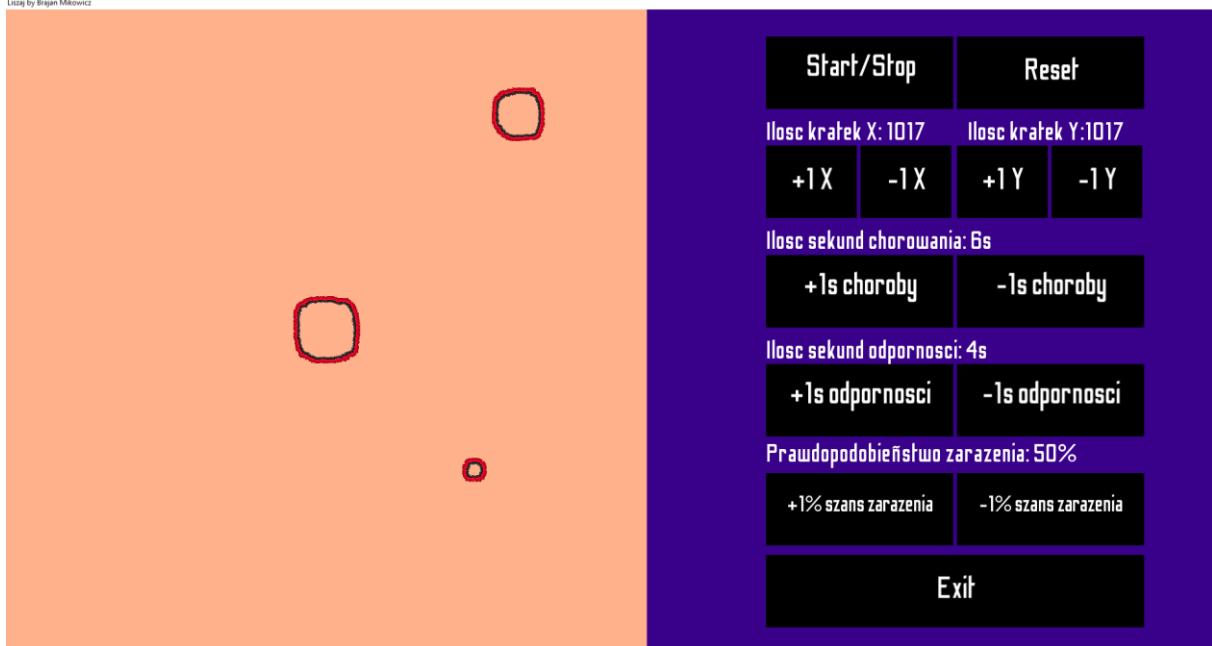 Liszaj by Brajan Mikowicz
Start/Stop Reset
Ilosc kratek X: 1017 Ilosc kratek Y:1017
+1 X -1 X +1 Y -1 Y
Ilosc sekund chorowania: 6s
+1s choroby -1s choroby
Ilosc sekund odpornosci: 4s
+1s odpornosci -1s odpornosci
Prawdopodobieñstwo zarazenia: 50%
+1% szans zarazenia -1% szans zarazenia
Exit